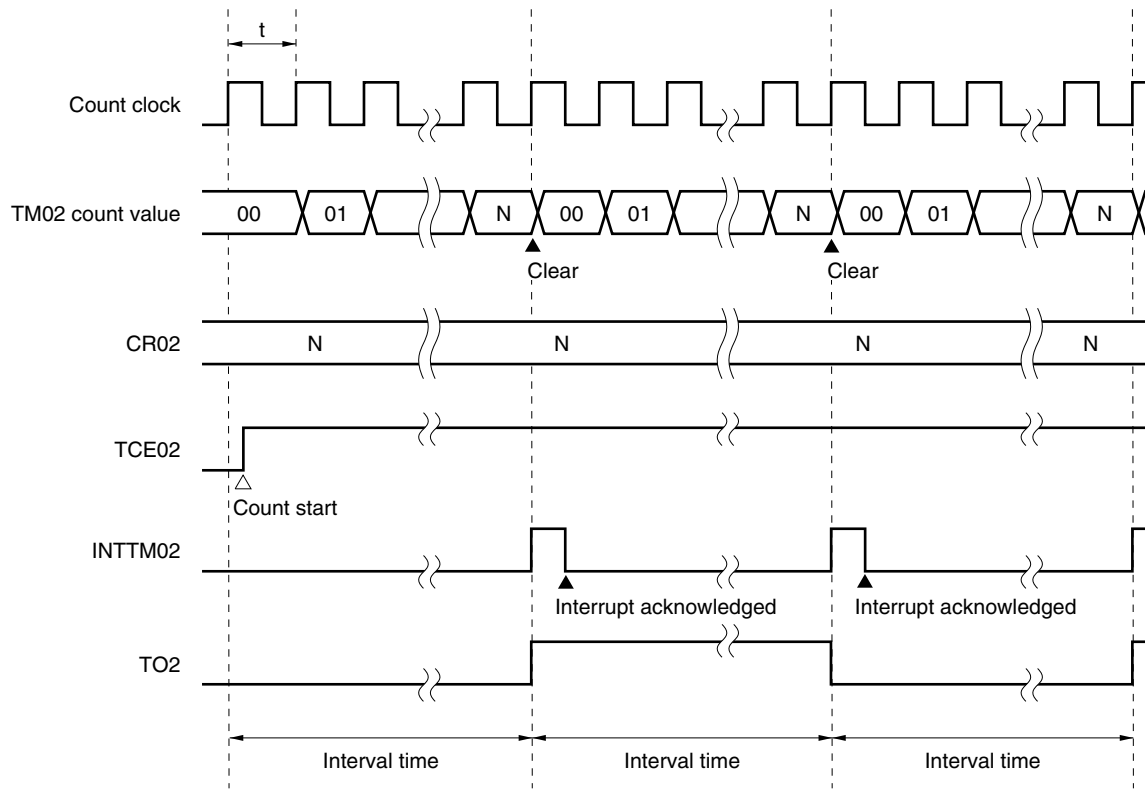 t
Count clock
TM02 count value 00 01 N 00 01 N 00 01 N
Clear Clear
CR02 N N N N
TCE02
Count start
INTTM02
Interrupt acknowledged Interrupt acknowledged
TO2
Interval time Interval time Interval time